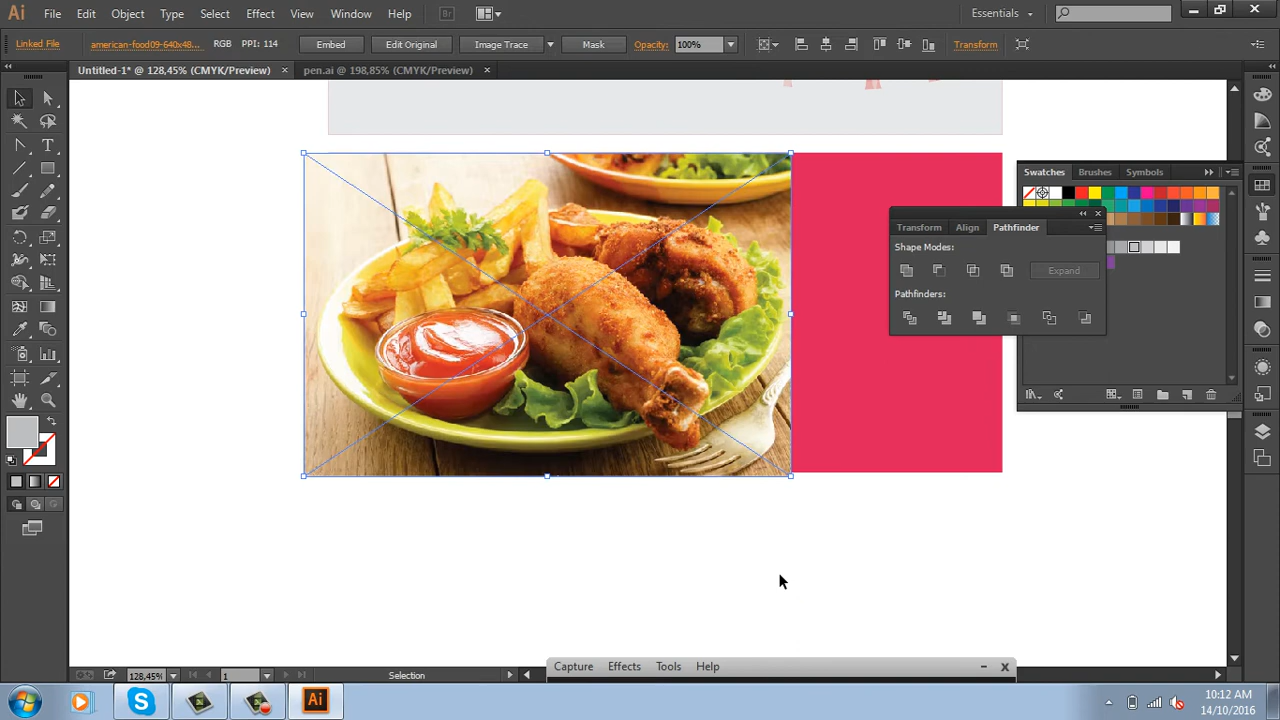 Ai File Edit Object Type Select Effect View Window Help Br Essentials
Linked File american-food09-640x48... RGB PPI: 114 Embed Edit Original Image Trace Mask Opacity: 100% Transform
Untitled-1* @ 128,45% (CMYK/Preview) pen.ai @ 198,85% (CMYK/Preview)
Swatches Brushes Symbols
Transform Align Pathfinder
Shape Modes:
Expand
Pathfinders:
Capture Effects Tools Help
128,45% 1 Selection
Ai 10:12 AM
14/10/2016